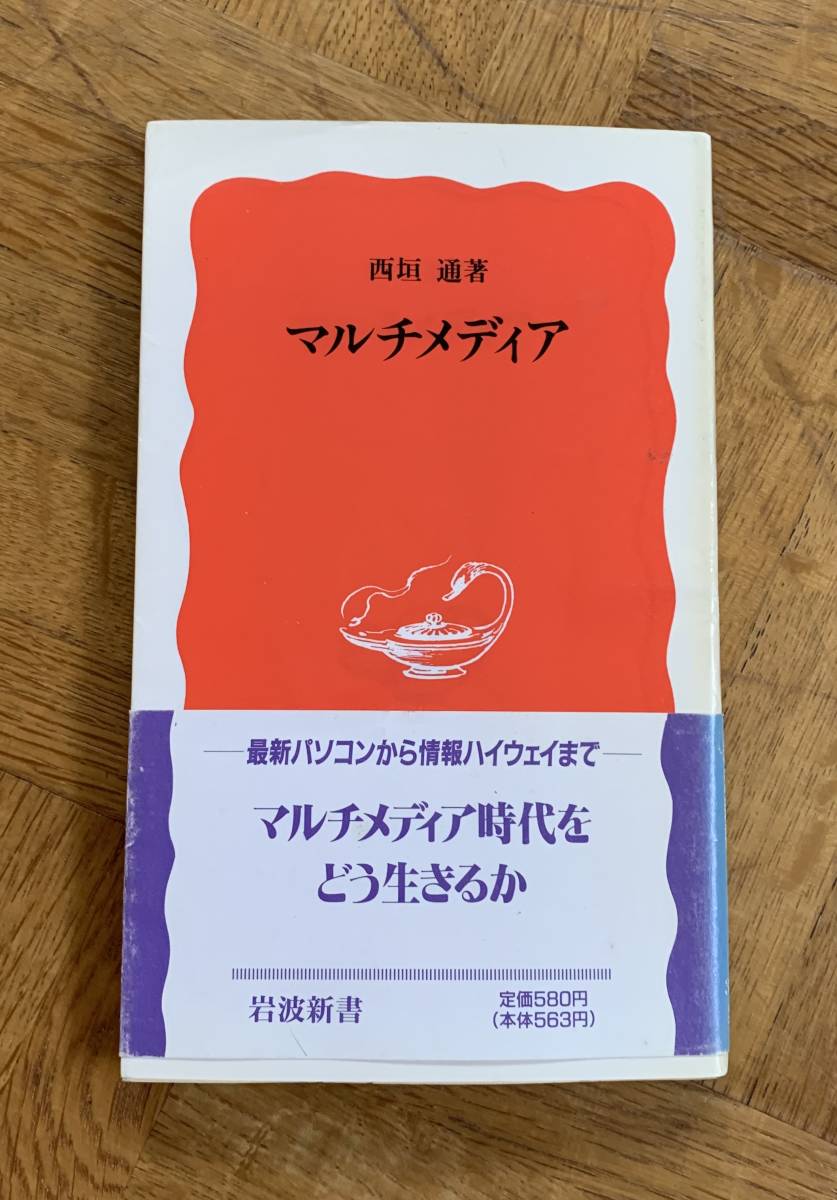 西垣 通著
マルチメディア
最新パソコンから情報ハイウェイまで
マルチメディア時代を
どう生きるか
岩波新書
定価580円
(本体563円)